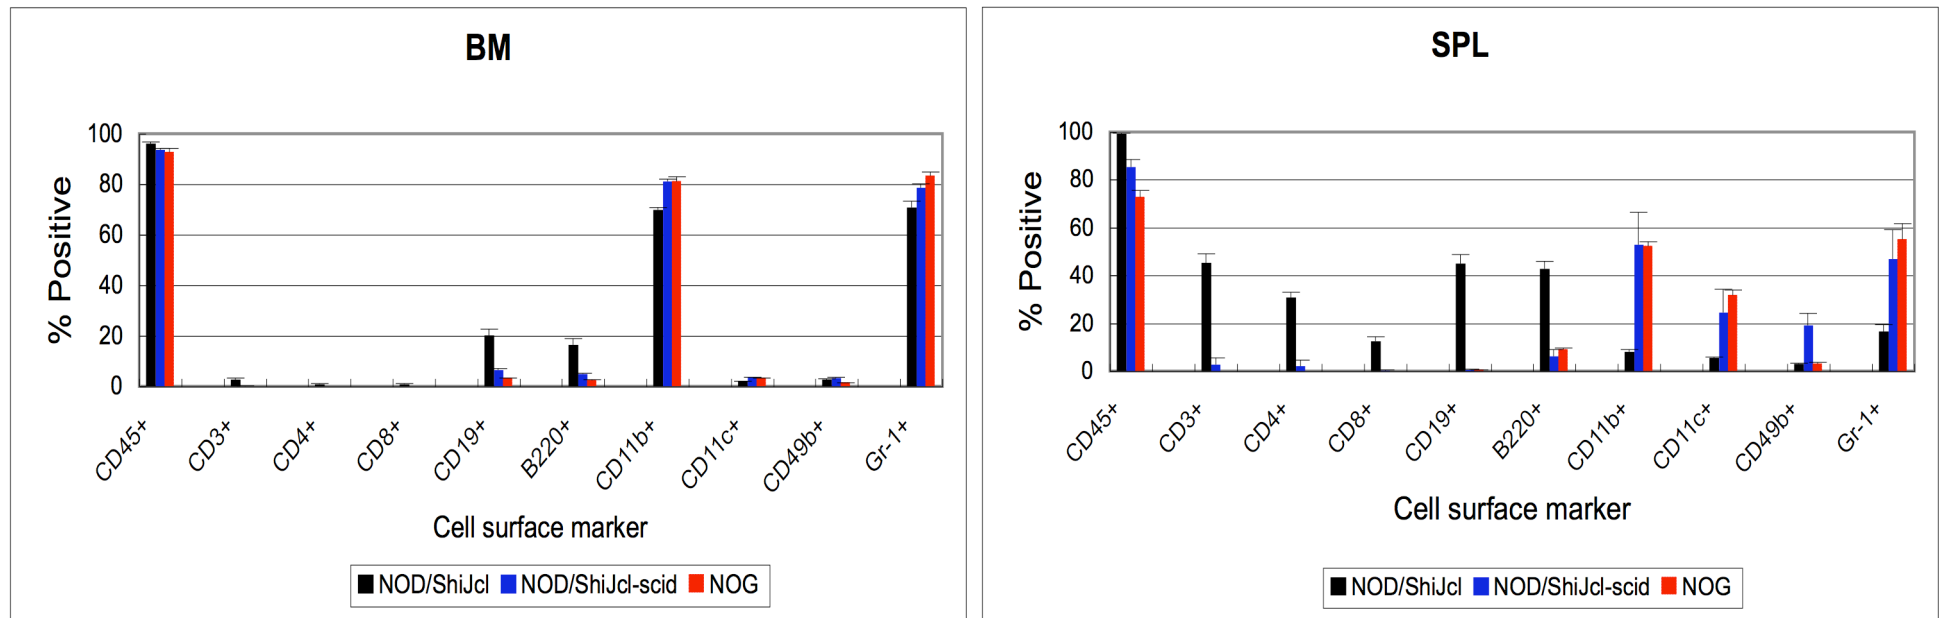 BM
100
80
60
40
20
0
% Positive
CD45+
CD3+
CD4+
CD8+
CD19+
B220+
CD11b+
CD11c+
CD49b+
Gr-1+
Cell surface marker
NOD/ShiJcl NOD/ShiJcl-scid NOG
SPL
100
80
60
40
20
0
% Positive
CD45+
CD3+
CD4+
CD8+
CD19+
B220+
CD11b+
CD11c+
CD49b+
Gr-1+
Cell surface marker
NOD/ShiJcl NOD/ShiJcl-scid NOG